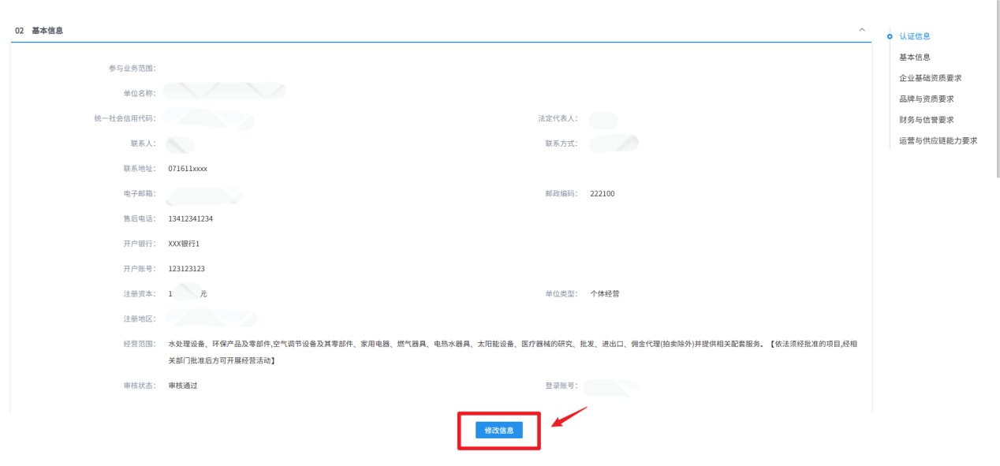 02 基本信息
认证信息
基本信息
企业基础资质要求
品牌与资质要求
财务与信誉要求
运营与供应链能力要求
参与业务范围：
单位名称：
统一社会信用代码： 法定代表人：
联系人： 联系方式：
联系地址： 071611xxxx
电子邮箱： 邮政编码： 222100
售后电话： 13412341234
开户银行： XXX银行1
开户账号： 123123123
注册资本： 1 元 单位类型： 个体经营
注册地区：
经营范围： 水处理设备、环保产品及零部件,空气调节设备及其零部件、家用电器、燃气器具、电热水器具、太阳能设备、医疗器械的研究、批发、进出口、佣金代理(拍卖除外)并提供相关配套服务。【依法须经批准的项目,经相
关部门批准后方可开展经营活动】
审核状态： 审核通过 登录账号：
修改信息